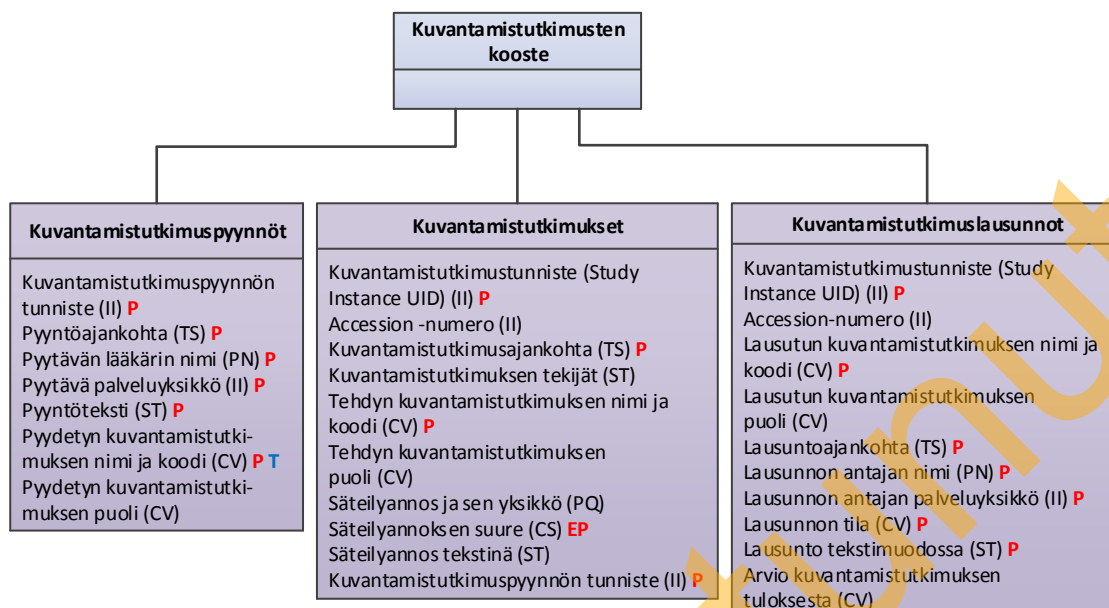 Kuvantamistutkimusten
kooste
Kuvantamistutkimuspyynnöt
Kuvantamistutkimuspyynnön
tunniste (II) P
Pyyntöajankohta (TS) P
Pyytävän lääkärin nimi (PN) P
Pyytävä palveluyksikkö (II) P
Pyyntöteksti (ST) P
Pyydetyn kuvantamistutki-
muksen nimi ja koodi (CV) P T
Pyydetyn kuvantamistutki-
muksen puoli (CV)
Kuvantamistutkimukset
Kuvantamistutkimustunniste (Study
Instance UID) (II) P
Accession -numero (II)
Kuvantamistutkimusajankohta (TS) P
Kuvantamistutkimuksen tekijät (ST)
Tehdyn kuvantamistutkimuksen nimi ja
koodi (CV) P
Tehdyn kuvantamistutkimuksen
puoli (CV)
Säteilyannos ja sen yksikkö (PQ)
Säteilyannoksen suure (CS) EP
Säteilyannos tekstinä (ST)
Kuvantamistutkimuspyynnön tunniste (II) P
Kuvantamistutkimuslausunnot
Kuvantamistutkimustunniste (Study
Instance UID) (II) P
Accession-numero (II)
Lausutun kuvantamistutkimuksen nimi ja
koodi (CV) P
Lausutun kuvantamistutkimuksen
puoli (CV)
Lausuntoajankohta (TS) P
Lausunnon antajan nimi (PN) P
Lausunnon antajan palveluyksikkö (II) P
Lausunnon tila (CV) P
Lausunto tekstimuodossa (ST) P
Arvio kuvantamistutkimuksen
tuloksesta (CV)